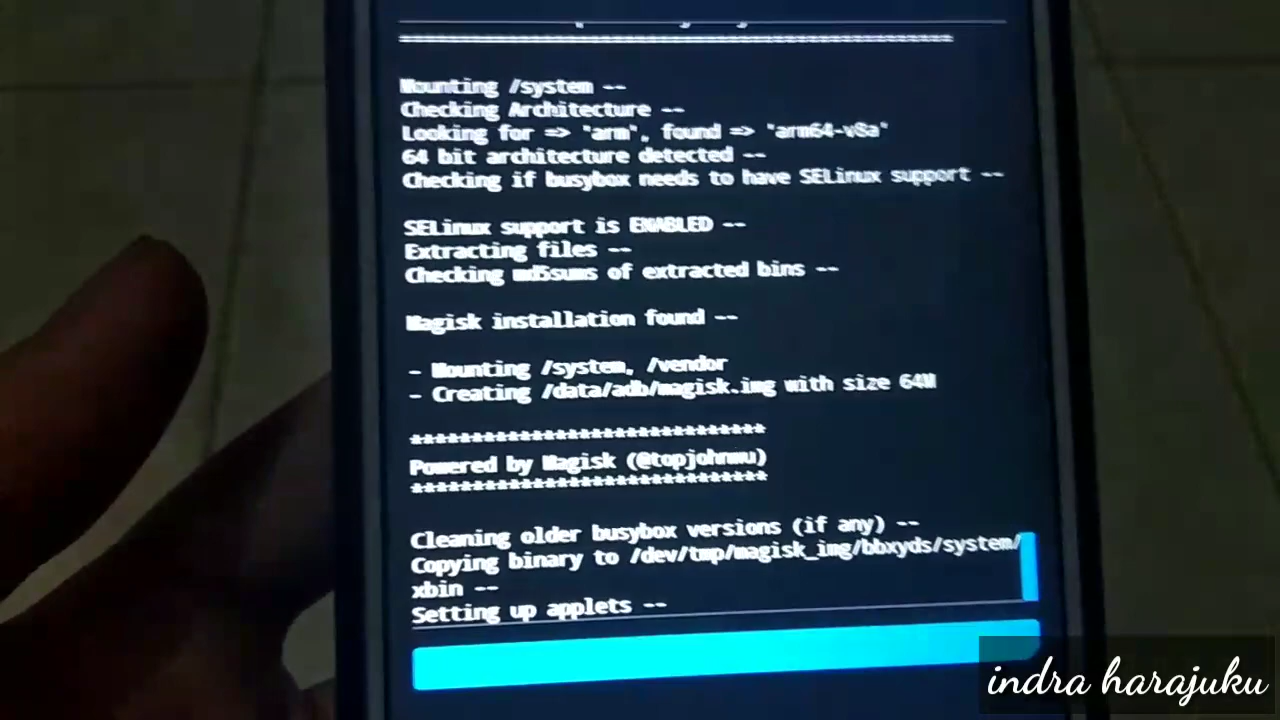 Mounting /system --
Checking Architecture --
Looking for => "arm", found => "arm64-v8a"
64 bit architecture detected --
Checking if busybox needs to have SELinux support --
SELinux support is ENABLED --
Extracting files --
Checking md5sums of extracted bins --
Magisk installation found --
- Mounting /system, /vendor
- Creating /data/adb/magisk.img with size 64M
******************************
Powered by Magisk (@topjohnwu)
******************************
Cleaning older busybox versions (if any) --
Copying binary to /dev/tmp/magisk_img/bbxyds/system/
xbin --
Setting up applets --
indra harajuku